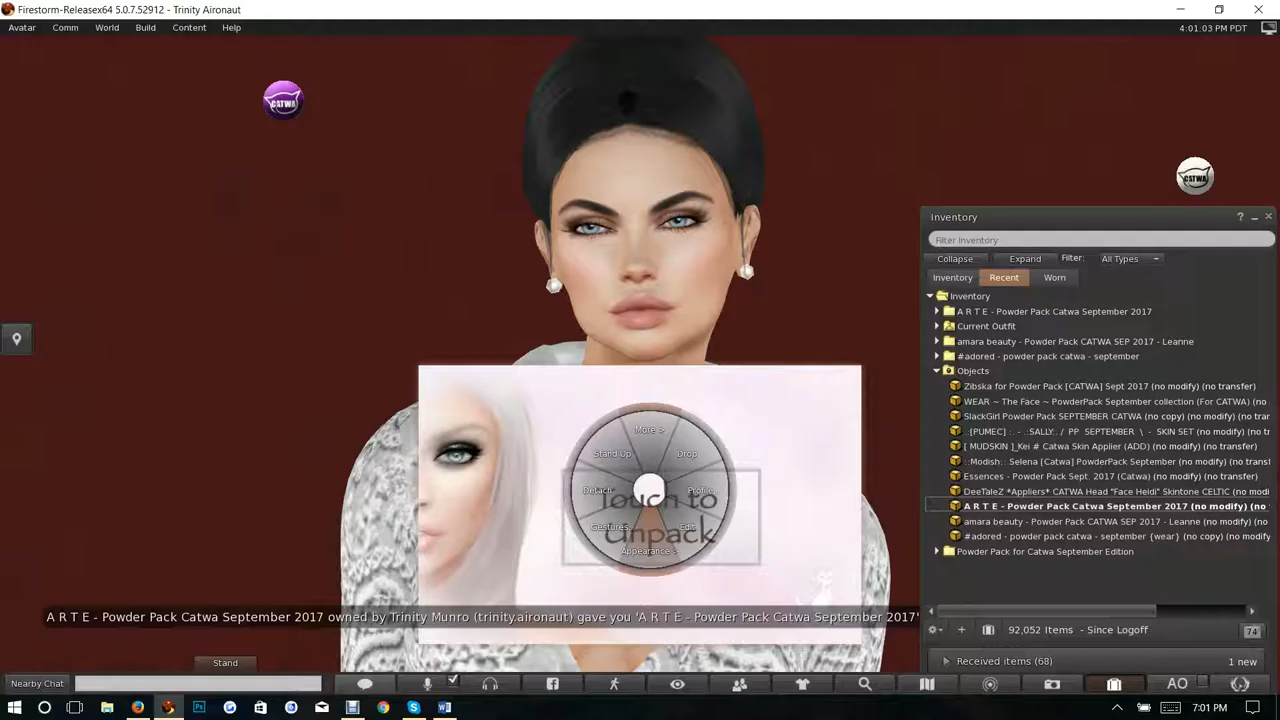 Firestorm-Releasex64 5.0.7.52912 - Trinity Aironaut
Avatar Comm World Build Content Help
4:01:03 PM PDT
CATWA
CATWA
Inventory
Filter Inventory
Collapse Expand Filter: All Types
Inventory Recent Worn
Inventory
A R T E - Powder Pack Catwa September 2017
Current Outfit
amara beauty - Powder Pack CATWA SEP 2017 - Leanne
#adored - powder pack catwa - september
Objects
Zibska for Powder Pack [CATWA] Sept 2017 (no modify) (no transfer)
WEAR ~ The Face ~ PowderPack September collection (For CATWA) (no
SlackGirl Powder Pack SEPTEMBER CATWA (no copy) (no modify) (no tra
.:[PUMEC] :. - .:SALLY:. / PP SEPTEMBER \ - SKIN SET (no modify) (no t
[ MUDSKIN ]_Kei # Catwa Skin Applier (ADD) (no modify) (no transfer)
::Modish:: Selena [Catwa] PowderPack September (no modify) (no transf
Essences - Powder Pack Sept. 2017 (Catwa) (no modify) (no transfer)
DeeTaleZ *Appliers* CATWA Head "Face Heidi" Skintone CELTIC (no modi
A R T E - Powder Pack Catwa September 2017 (no modify) (no
amara beauty - Powder Pack CATWA SEP 2017 - Leanne (no modify) (no
#adored - powder pack catwa - september {wear} (no copy) (no modify
Powder Pack for Catwa September Edition
92,052 Items - Since Logoff
74
Received items (68) 1 new
More >
Stand Up Drop
Detach Profile...
Touch to
Gestures... Edit
Unpack
Appearance >
A R T E - Powder Pack Catwa September 2017 owned by Trinity Munro (trinity.aironaut) gave you 'A R T E - Powder Pack Catwa September 2017'
Stand
Nearby Chat
AO
7:01 PM